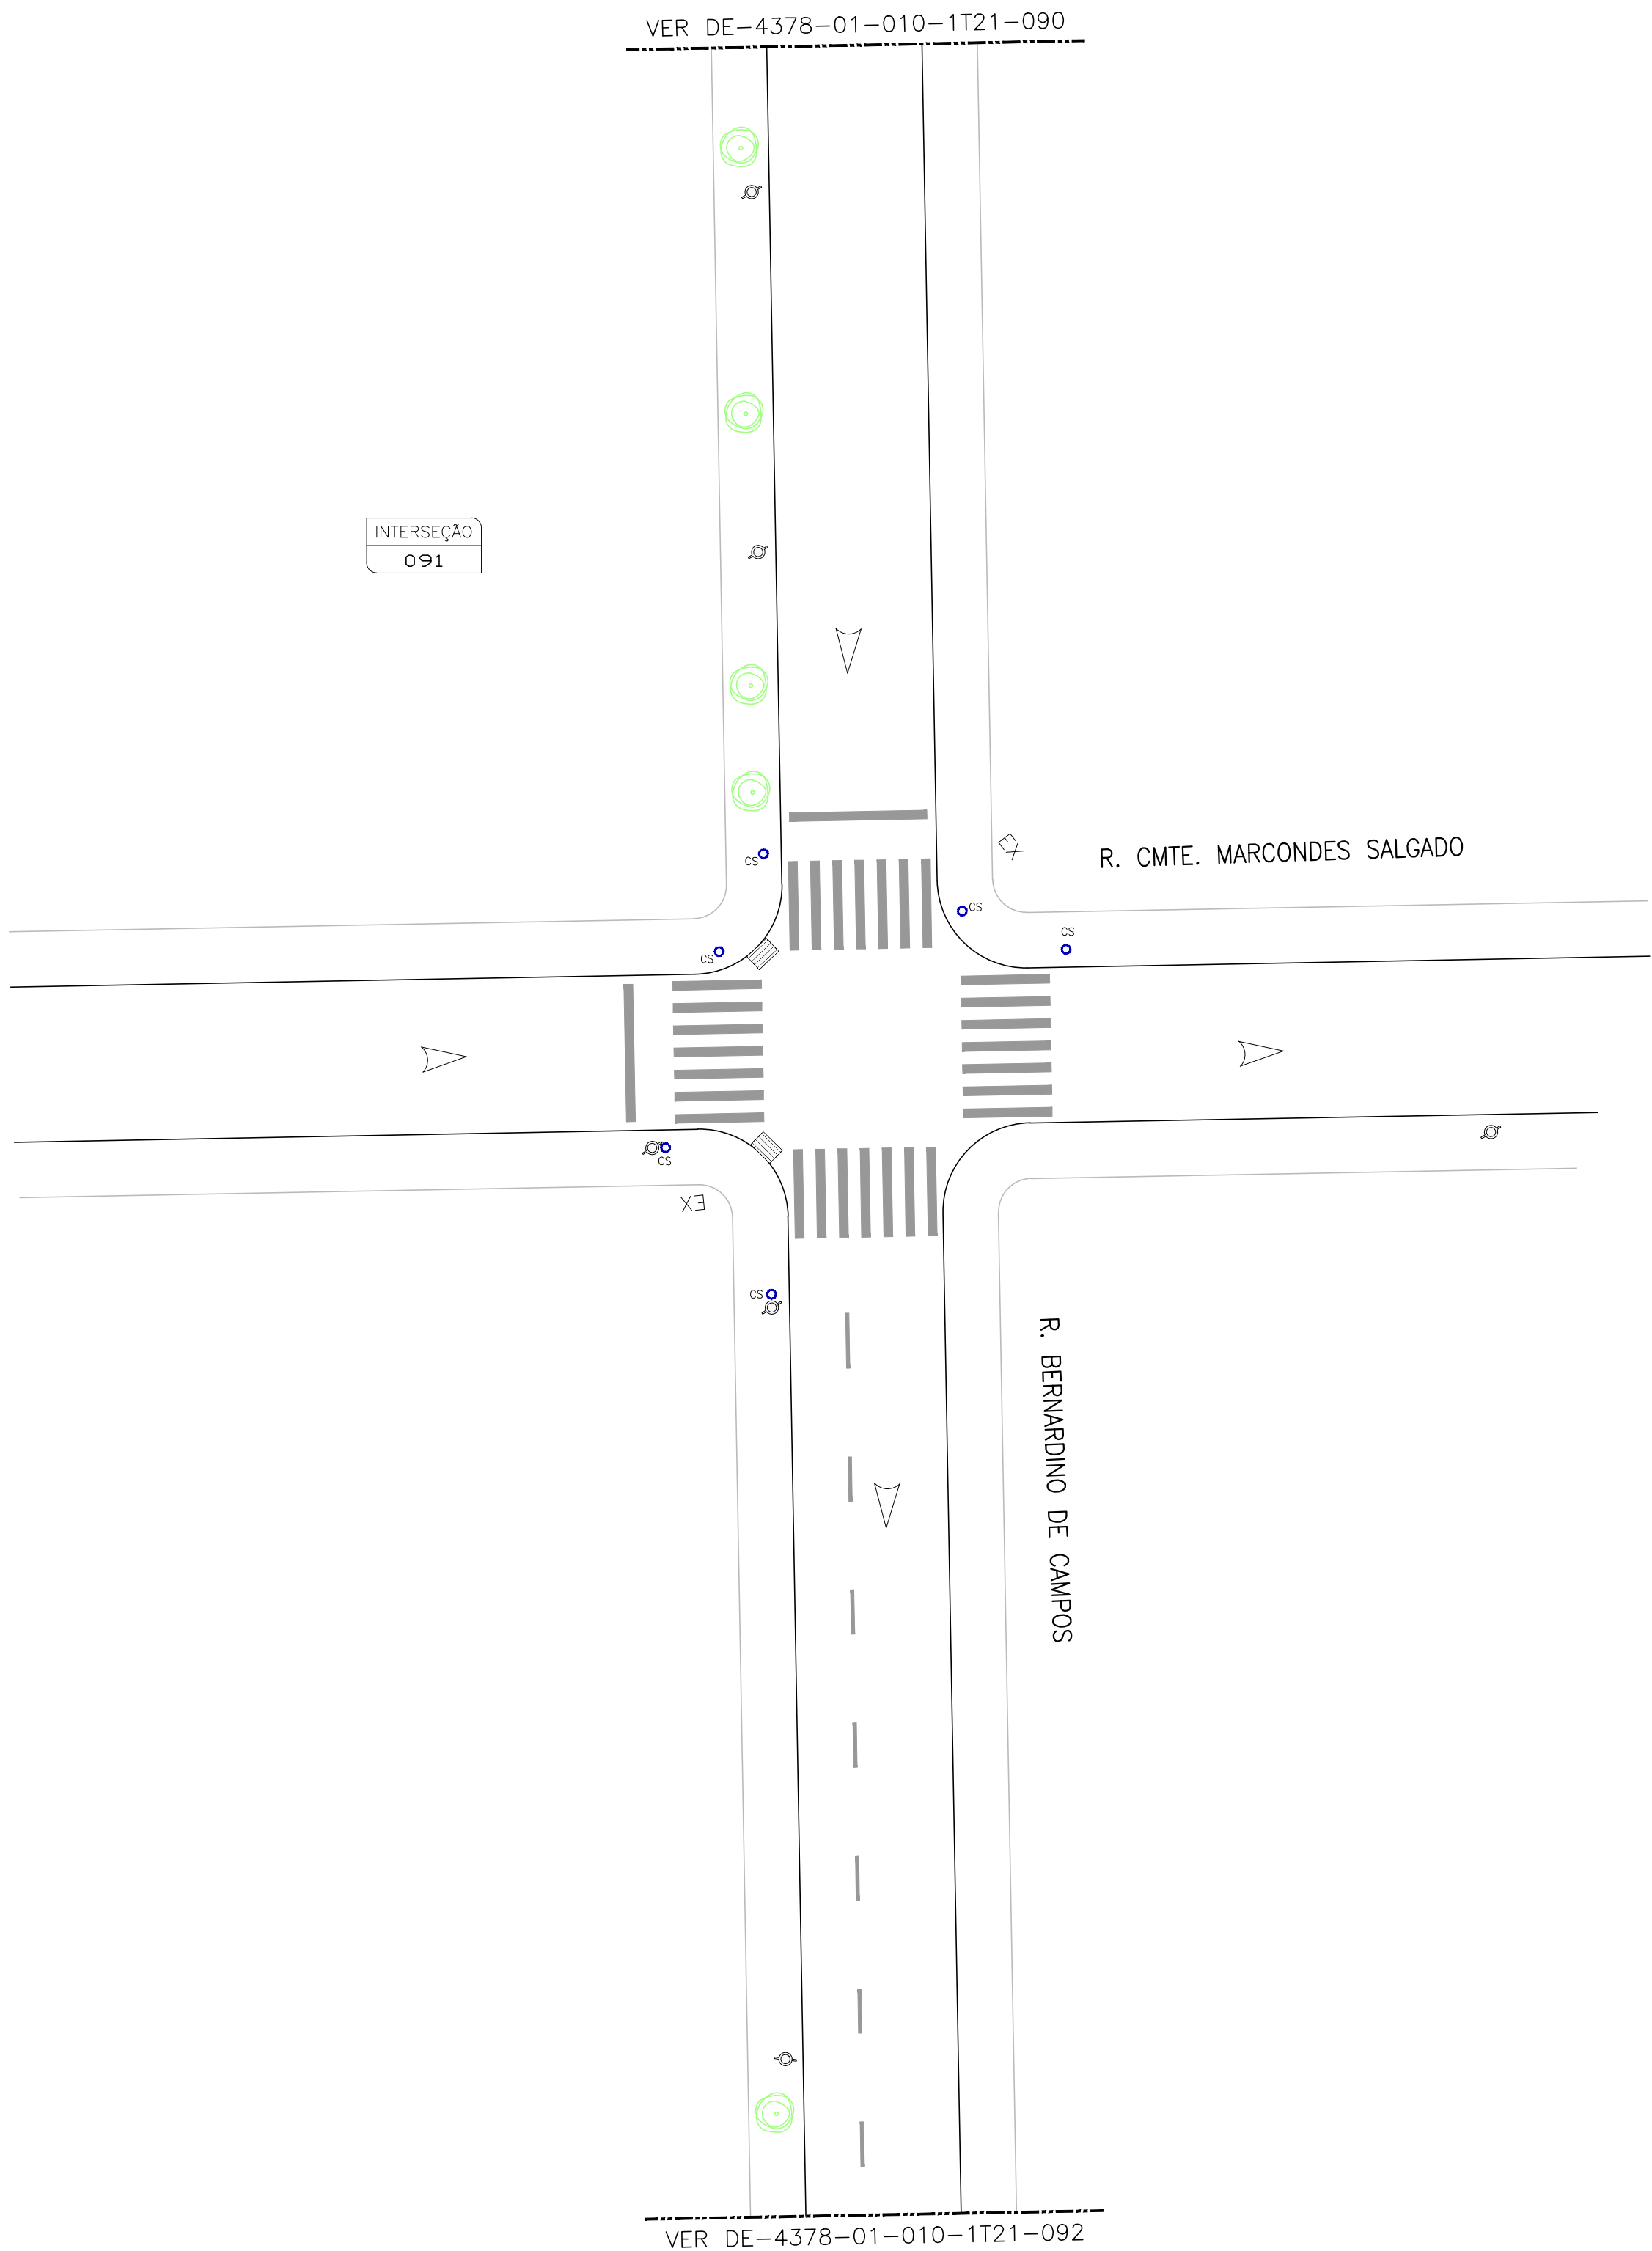 VER DE-4378-01-010-1T21-090
INTERSEÇÃO
091
EX
R. CMTE. MARCONDES SALGADO
CS
CS
CS
CS
CS
EX
CS
R. BERNARDINO DE CAMPOS
VER DE-4378-01-010-1T21-092